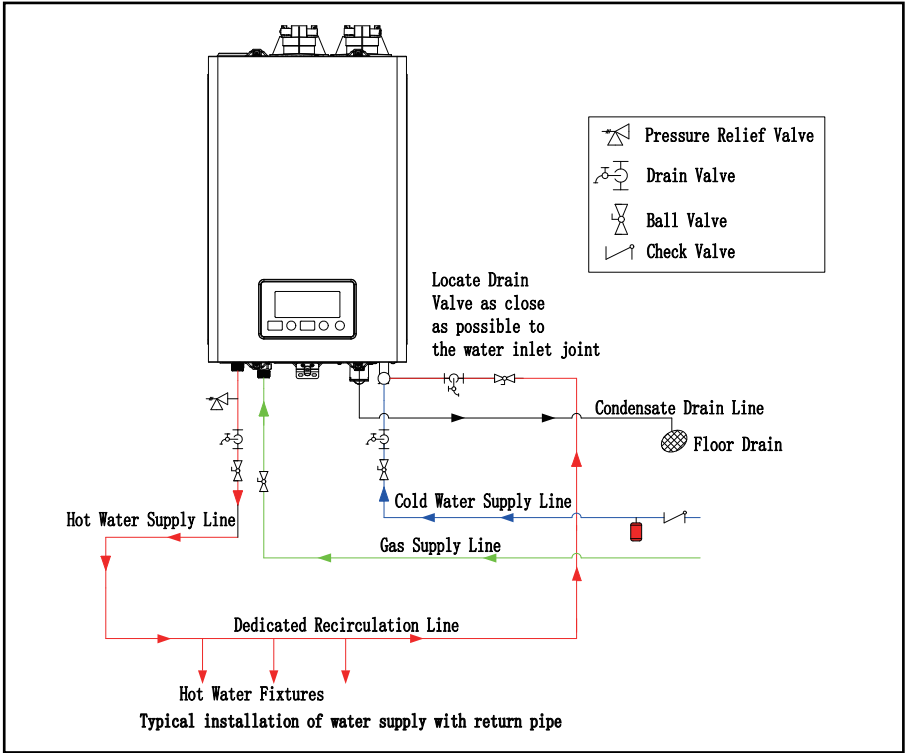 Pressure Relief Valve
Drain Valve
Ball Valve
Check Valve
Locate Drain
Valve as close
as possible to
the water inlet joint
Condensate Drain Line
Floor Drain
Cold Water Supply Line
Hot Water Supply Line
Gas Supply Line
Dedicated Recirculation Line
Hot Water Fixtures
Typical installation of water supply with return pipe